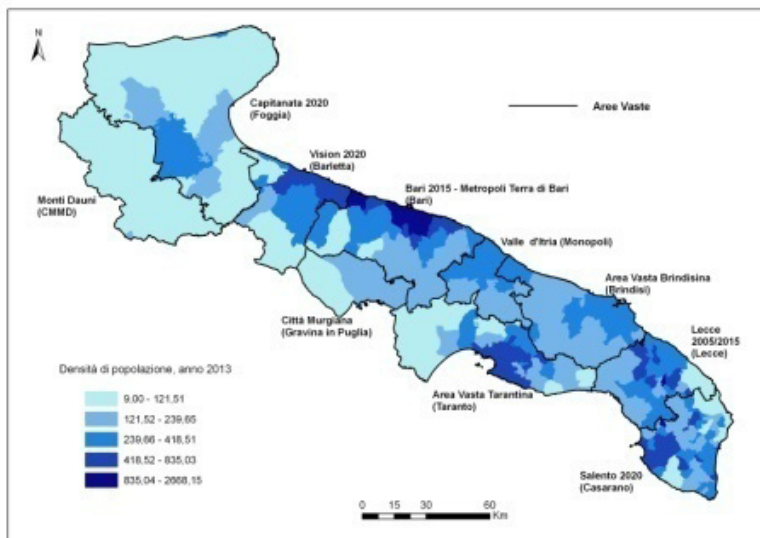 N
Capitanata 2020
(Foggia)
Aree Vaste
Vision 2020
(Barletta)
Bari 2015 - Metropoli Terra di Bari
(Bari)
Monti Dauni
(CMMD)
Valle d'Itria (Monopoli)
Area Vasta Brindisina
(Brindisi)
Città Murgiana
(Gravina in Puglia)
Lecce
2005/2015
(Lecce)
Densità di popolazione, anno 2013
9,00 - 121,51
121,52 - 239,65
239,66 - 418,51
418,52 - 835,03
835,04 - 2668,15
Area Vasta Tarantina
(Taranto)
Salento 2020
(Casarano)
0 15 30 60
Km